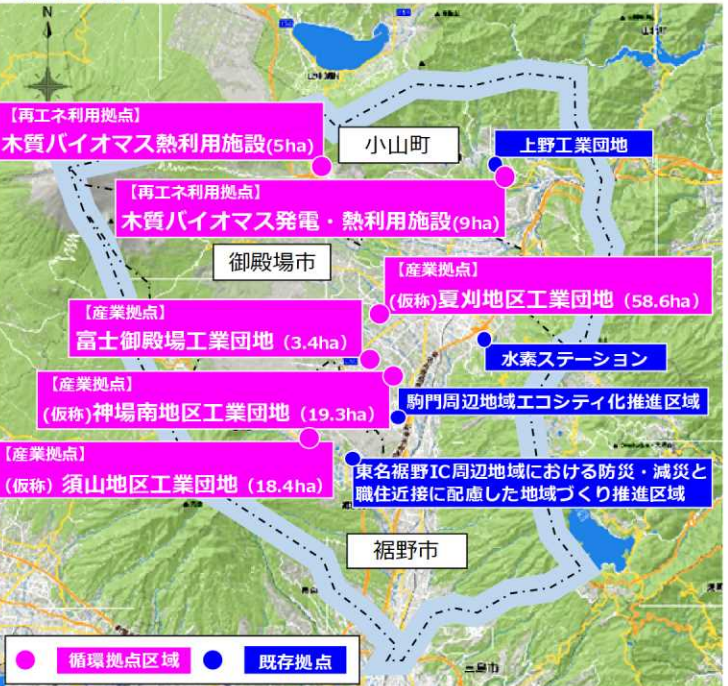 N
【再エネ利用拠点】
木質バイオマス熱利用施設(5ha)
小山町
上野工業団地
【再エネ利用拠点】
木質バイオマス発電・熱利用施設(9ha)
御殿場市
【産業拠点】
(仮称)夏刈地区工業団地（58.6ha）
【産業拠点】
富士御殿場工業団地（3.4ha）
水素ステーション
【産業拠点】
(仮称)神場南地区工業団地（19.3ha）
駒門周辺地域エコシティ化推進区域
【産業拠点】
(仮称) 須山地区工業団地（18.4ha）
東名裾野IC周辺地域における防災・減災と
職住近接に配慮した地域づくり推進区域
裾野市
循環拠点区域
既存拠点
三島市